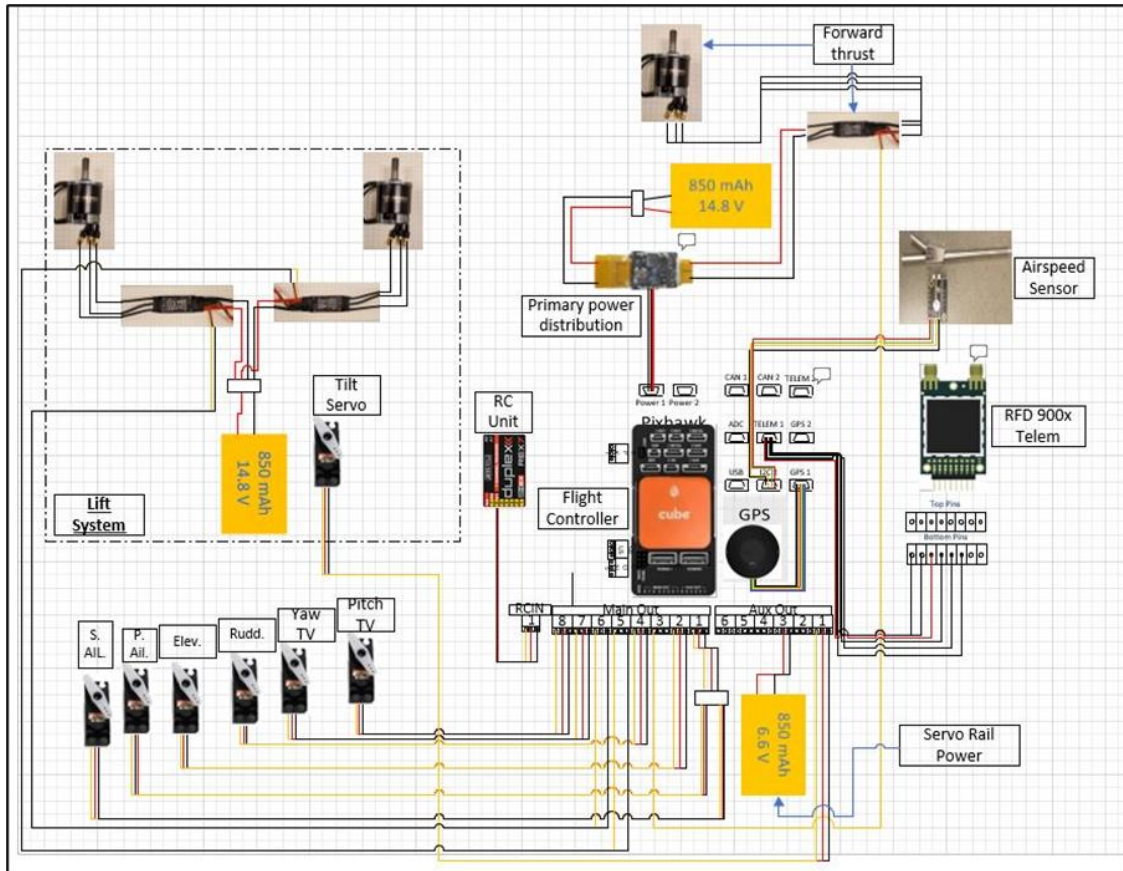 Forward
thrust
850 mAh
14.8 V
Airspeed
Sensor
Primary power
distribution
Tilt
Servo
RC
Unit
Power 1
Power 2
CAN 1
CAN 2
Pixhawk
ADC
TELEM 1
GPS 2
RFD 900x
Telem
850 mAh
14.8 V
Lift
System
duplex
Flight
Controller
cube
USB
GPS 1
GPS
Top Pins
Bottom Pins
RCIN
1
Main Out
8 7 6 5 4 3 2 1
Aux Out
6 5 4 3 2 1
S.
AIL.
P.
Ail.
Elev.
Rudd.
Yaw
TV
Pitch
TV
850 mAh
6.6 V
Servo Rail
Power